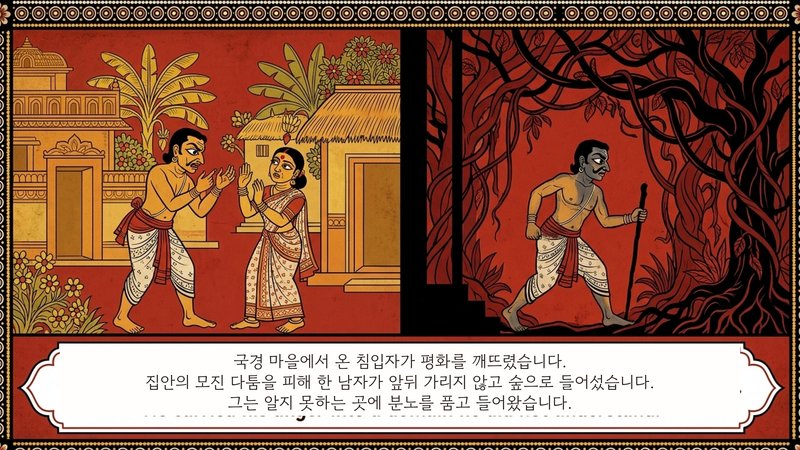 국경 마을에서 온 침입자가 평화를 깨뜨렸습니다.
집안의 모진 다툼을 피해 한 남자가 앞뒤 가리지 않고 숲으로 들어섰습니다.
그는 알지 못하는 곳에 분노를 품고 들어왔습니다.